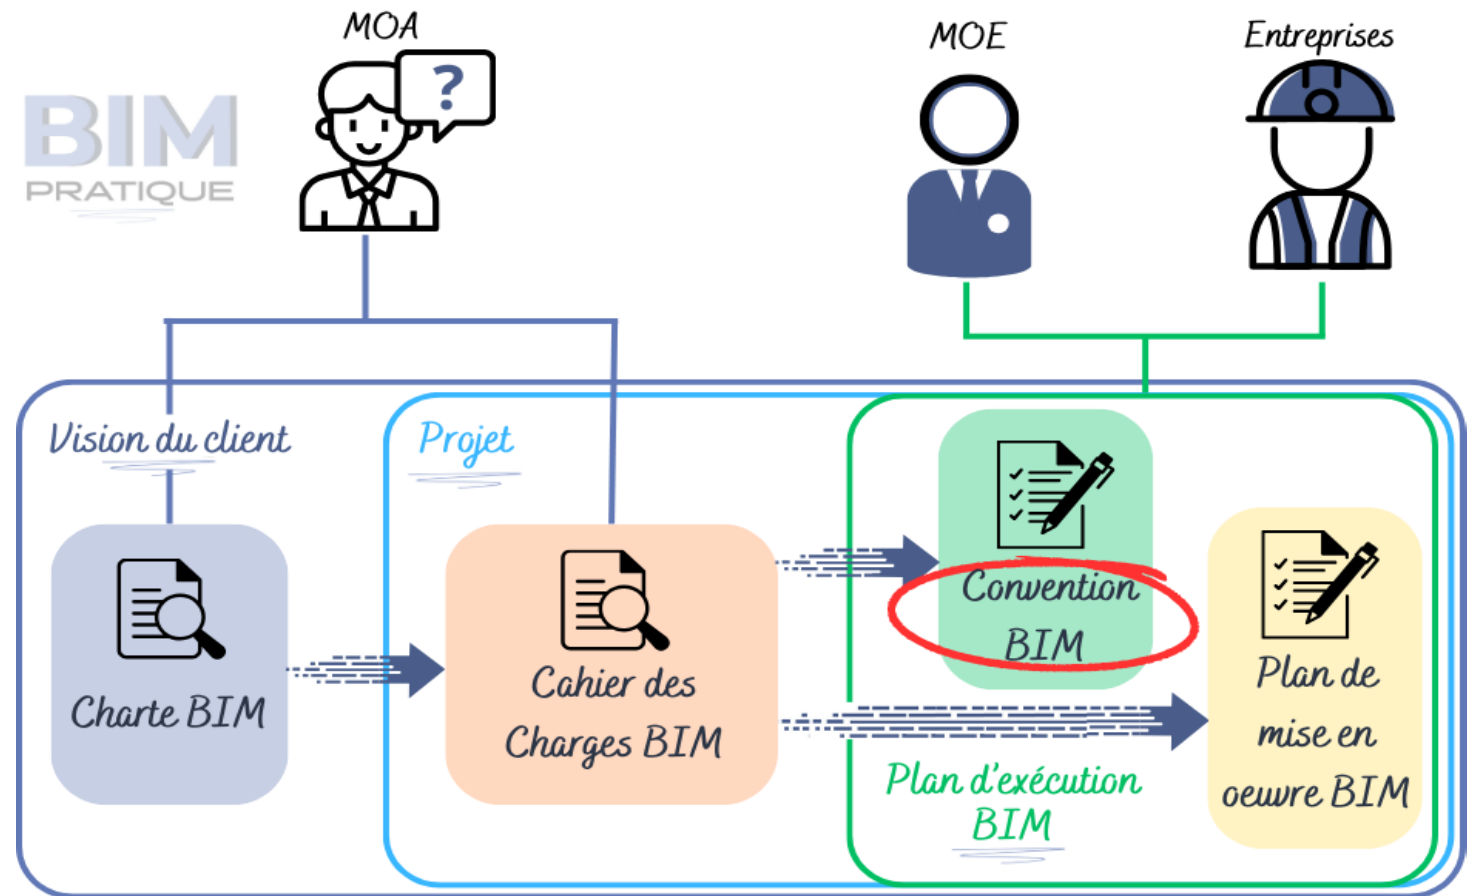 MOA
MOE
Entreprises
?
BIM
PRATIQUE
Vision du client
Projet
Convention
BIM
Charte BIM
Cahier des
Charges BIM
Plan de
mise en
oeuvre BIM
Plan d'exécution
BIM